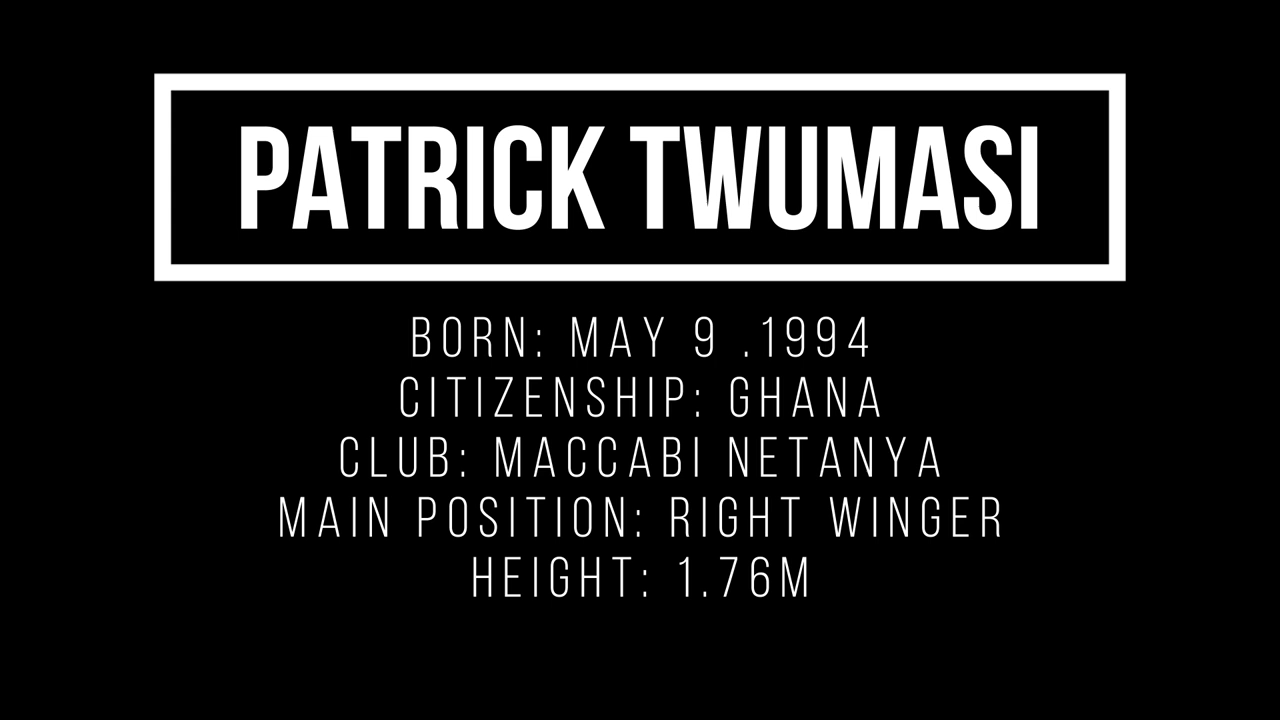 PATRICK TWUMASI
BORN: MAY 9 .1994
CITIZENSHIP: GHANA
CLUB: MACCABI NETANYA
MAIN POSITION: RIGHT WINGER
HEIGHT: 1.76M